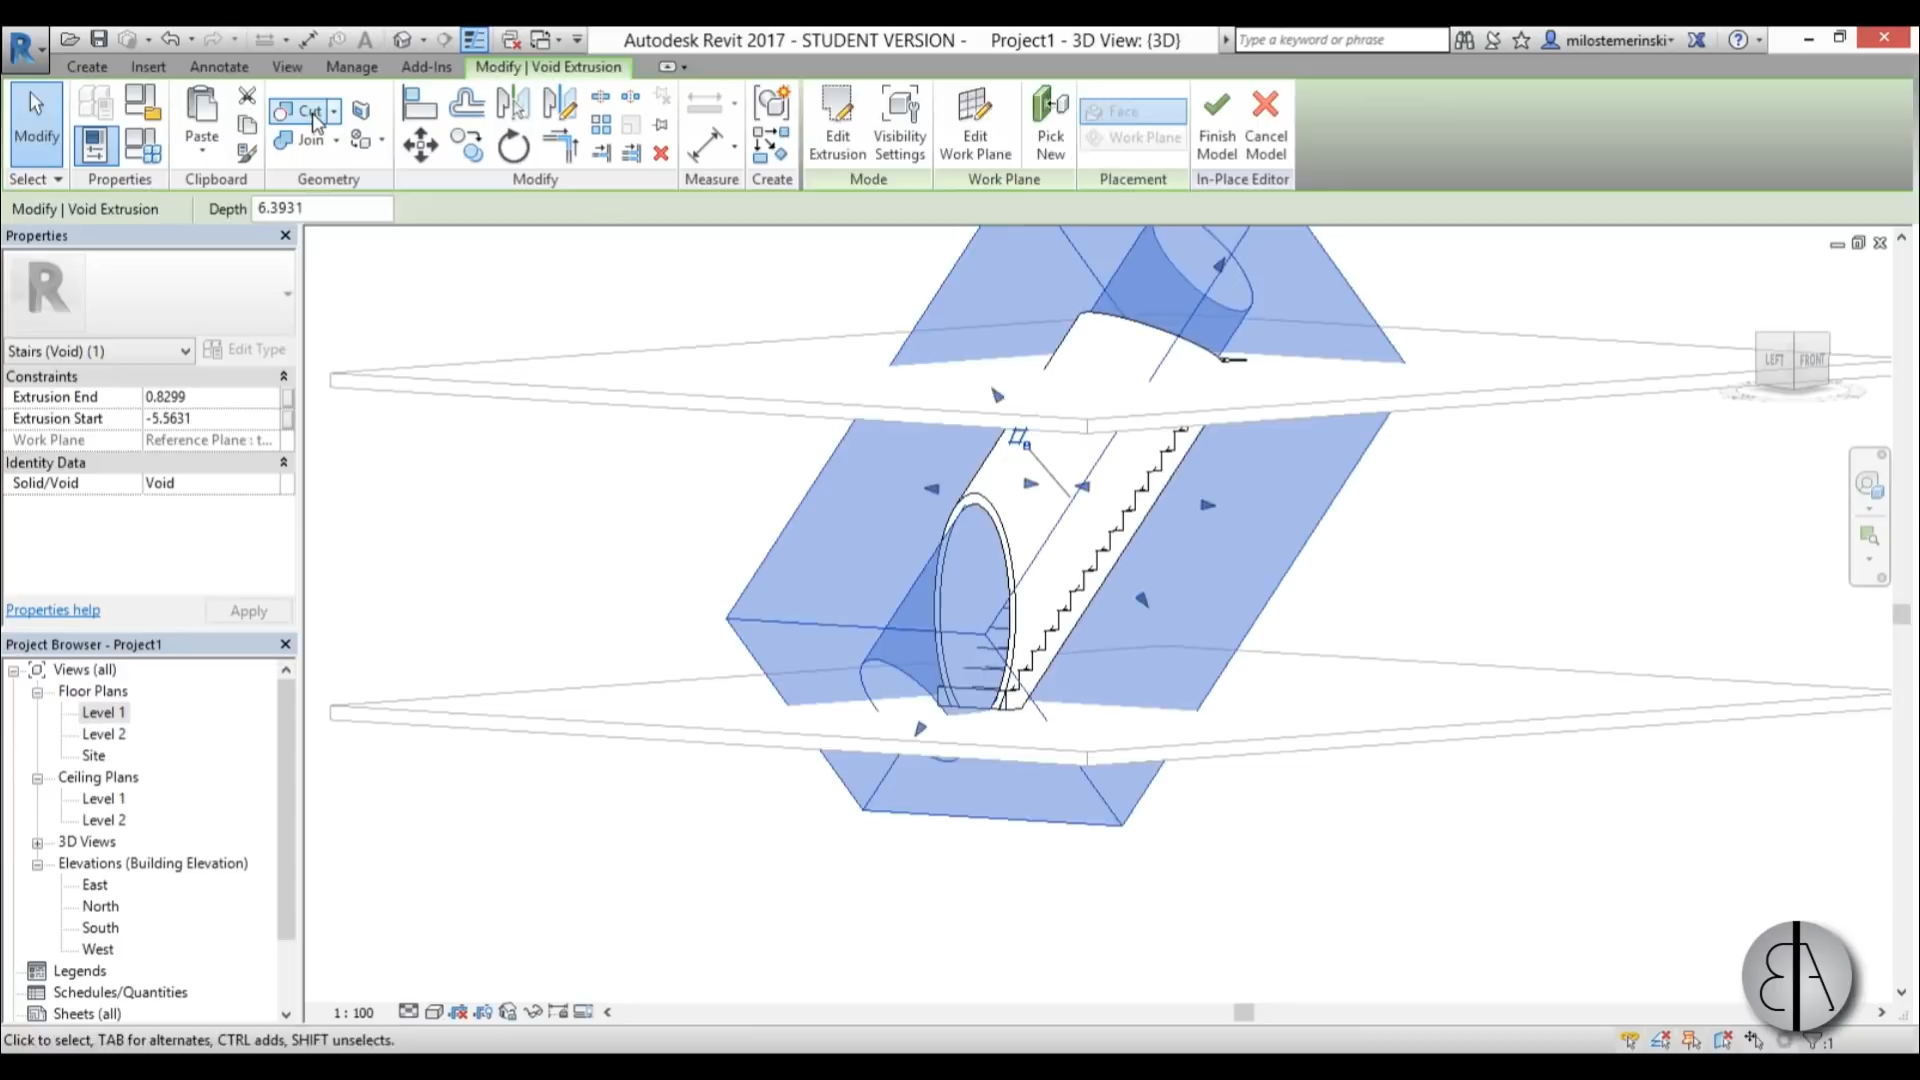 Autodesk Revit 2017 - STUDENT VERSION - Project1 - 3D View: {3D}
Type a keyword or phrase
milostemerinski
Create Insert Annotate View Manage Add-Ins Modify | Void Extrusion
Modify
Paste
Cut
Join
Edit Extrusion
Visibility Settings
Edit Work Plane
Pick New
Face
Work Plane
Finish Model
Cancel Model
Select Properties Clipboard Geometry Modify Measure Create Mode Work Plane Placement In-Place Editor
Modify | Void Extrusion Depth 6.3931
Properties
R
Stairs (Void) (1) Edit Type
Constraints
Extrusion End 0.8299
Extrusion Start -5.5631
Work Plane Reference Plane : t...
Identity Data
Solid/Void Void
Properties help Apply
Project Browser - Project1
Views (all)
Floor Plans
Level 1
Level 2
Site
Ceiling Plans
Level 1
Level 2
3D Views
Elevations (Building Elevation)
East
North
South
West
Legends
Schedules/Quantities
Sheets (all)
LEFT FRONT
1 : 100
Click to select, TAB for alternates, CTRL adds, SHIFT unselects.
:1